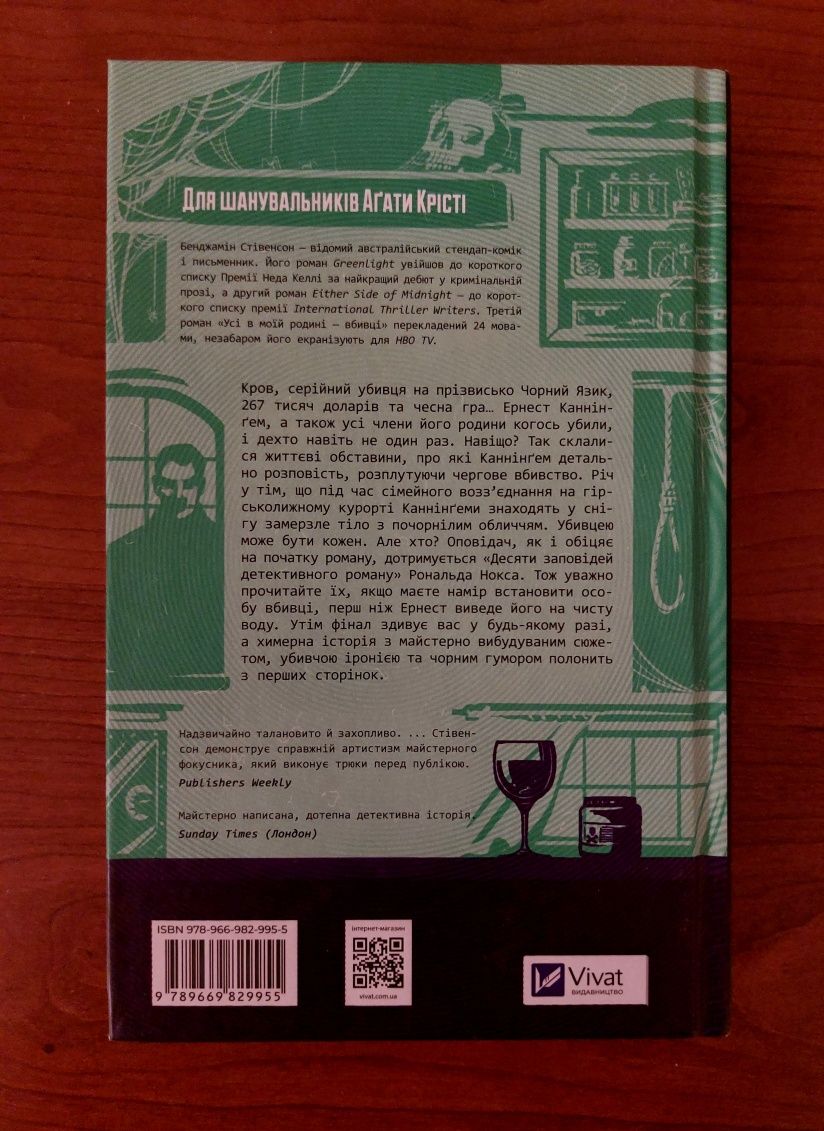 Для шанувальників Аґати Крісті
Бенджамін Стівенсон — відомий австралійський стендап-комік
і письменник. Його роман Greenlight увійшов до короткого
списку Премії Неда Келлі за найкращий дебют у кримінальній
прозі, а другий роман Either Side of Midnight — до корот-
кого списку премії International Thriller Writers. Третій
роман «Усі в моїй родині — вбивці» перекладений 24 мова-
ми, незабаром його екранізують для HBO TV.
Кров, серійний убивця на прізвисько Чорний Язик,
267 тисяч доларів та чесна гра… Ернест Каннін-
ґем, а також усі члени його родини когось убили,
і дехто навіть не один раз. Навіщо? Так склали-
ся життєві обставини, про які Каннінґем деталь-
но розповість, розплутуючи чергове вбивство. Річ
у тім, що під час сімейного возз’єднання на гір-
ськолижному курорті Каннінґеми знаходять у сні-
гу замерзле тіло з почорнілим обличчям. Убивцею
може бути кожен. Але хто? Оповідач, як і обіцяє
на початку роману, дотримується «Десяти заповідей
детективного роману» Рональда Нокса. Тож уважно
прочитайте їх, якщо маєте намір встановити осо-
бу вбивці, перш ніж Ернест виведе його на чисту
воду. Утім фінал здивує вас у будь-якому разі,
а химерна історія з майстерно вибудуваним сюже-
том, убивчою іронією та чорним гумором полонить
з перших сторінок.
Надзвичайно талановито й захопливо. ... Стівен-
сон демонструє справжній артистизм майстерного
фокусника, який виконує трюки перед публікою.
Publishers Weekly
Майстерно написана, дотепна детективна історія.
Sunday Times (Лондон)
ISBN 978-966-982-995-5
9 789669 829955
інтернет-магазин
vivat.com.ua
Vivat
ВИДАВНИЦТВО